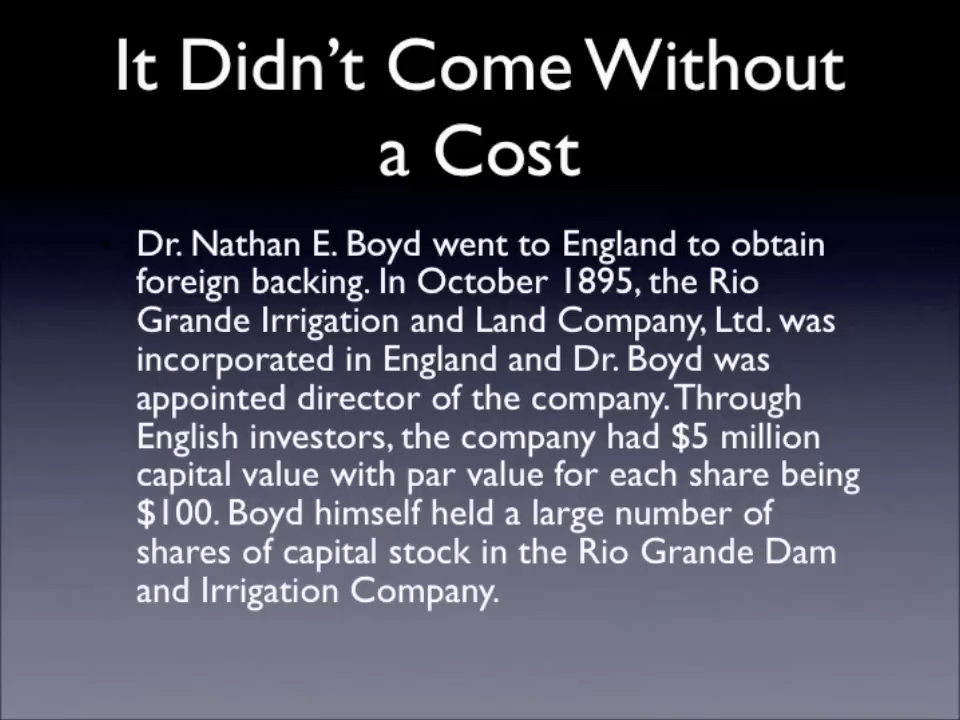 It Didn’t Come Without
a Cost
Dr. Nathan E. Boyd went to England to obtain
foreign backing. In October 1895, the Rio
Grande Irrigation and Land Company, Ltd. was
incorporated in England and Dr. Boyd was
appointed director of the company. Through
English investors, the company had $5 million
capital value with par value for each share being
$100. Boyd himself held a large number of
shares of capital stock in the Rio Grande Dam
and Irrigation Company.